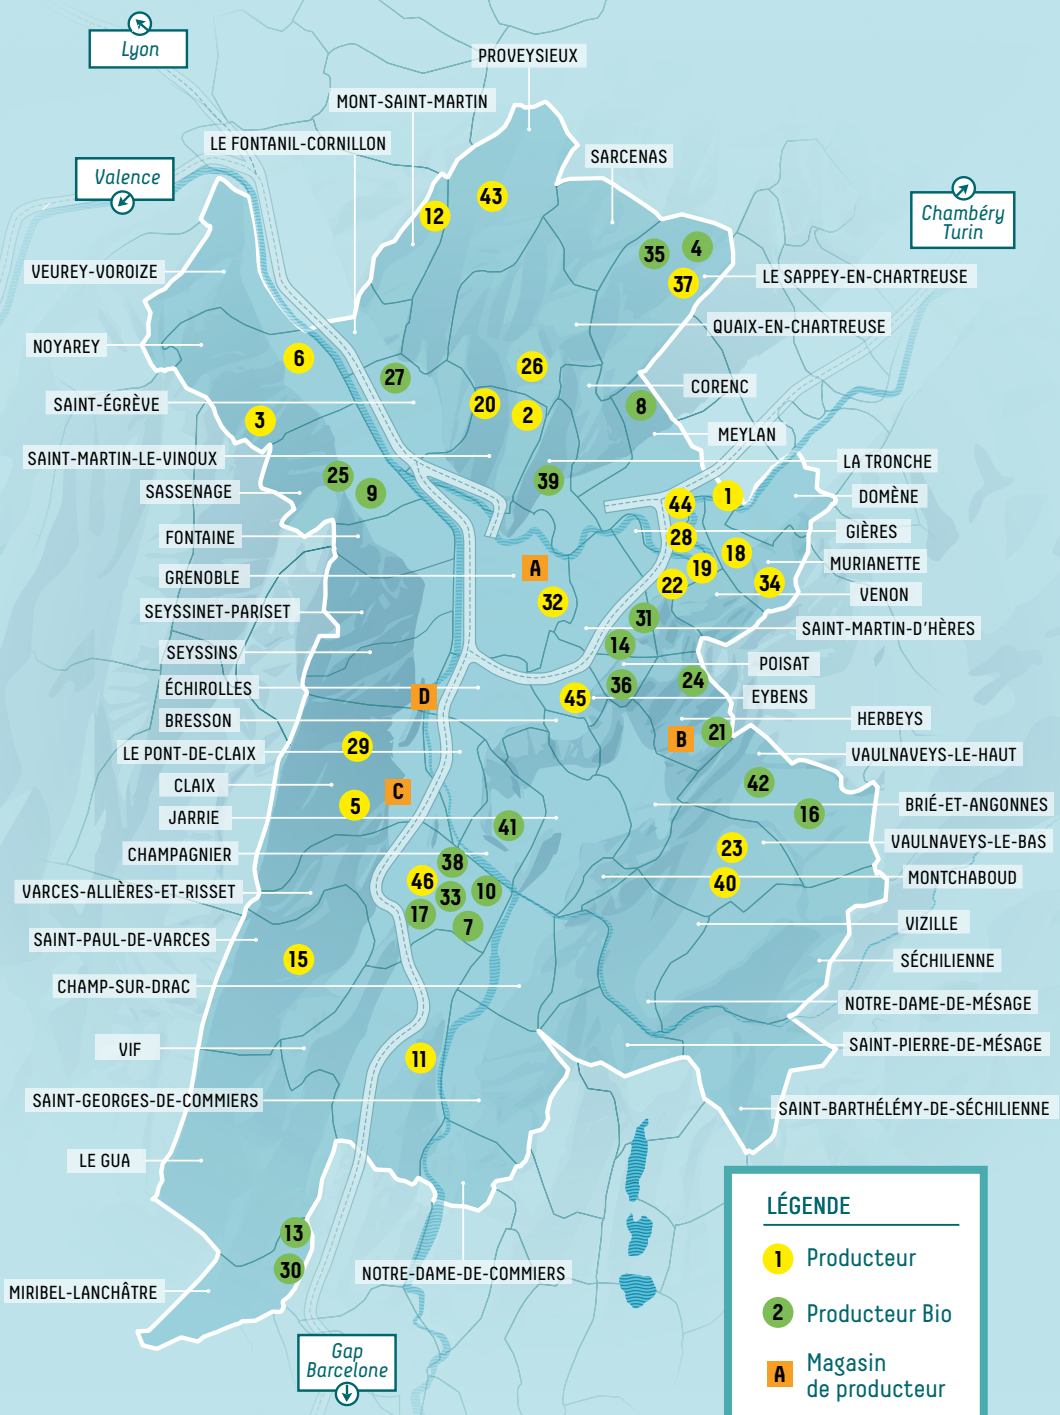 Lyon
PROVEYSIEUX
MONT-SAINT-MARTIN
LE FONTANIL-CORNILLON
SARCENAS
Valence
43
12
Chambéry
Turin
35
4
37
VEUREY-VOROIZE
LE SAPPEY-EN-CHARTREUSE
QUAIX-EN-CHARTREUSE
NOYAREY
6
26
27
CORENC
SAINT-ÉGRÈVE
20
2
8
3
MEYLAN
SAINT-MARTIN-LE-VINOUX
LA TRONCHE
25
39
SASSENAGE
9
44
1
DOMÈNE
FONTAINE
28
GIÈRES
18
MURIANETTE
GRENOBLE
A
19
22
34
VENON
32
SEYSSINET-PARISET
31
SAINT-MARTIN-D'HÈRES
14
SEYSSINS
POISAT
24
ÉCHIROLLES
D
36
45
EYBENS
BRESSON
HERBEYS
21
B
LE PONT-DE-CLAIX
29
VAULNAVEYS-LE-HAUT
CLAIX
C
42
5
BRIÉ-ET-ANGONNES
JARRIE
16
41
VAULNAVEYS-LE-BAS
23
CHAMPAGNIER
38
46
MONTCHABOUD
40
VARCES-ALLIÈRES-ET-RISSET
33
10
17
7
VIZILLE
SAINT-PAUL-DE-VARCES
15
SÉCHILIENNE
CHAMP-SUR-DRAC
NOTRE-DAME-DE-MÉSAGE
VIF
11
SAINT-PIERRE-DE-MÉSAGE
SAINT-GEORGES-DE-COMMIERS
SAINT-BARTHÉLÉMY-DE-SÉCHILIENNE
LE GUA
13
30
NOTRE-DAME-DE-COMMIERS
MIRIBEL-LANCHÂTRE
Gap
Barcelone
LÉGENDE
1 Producteur
2 Producteur Bio
A Magasin
de producteur